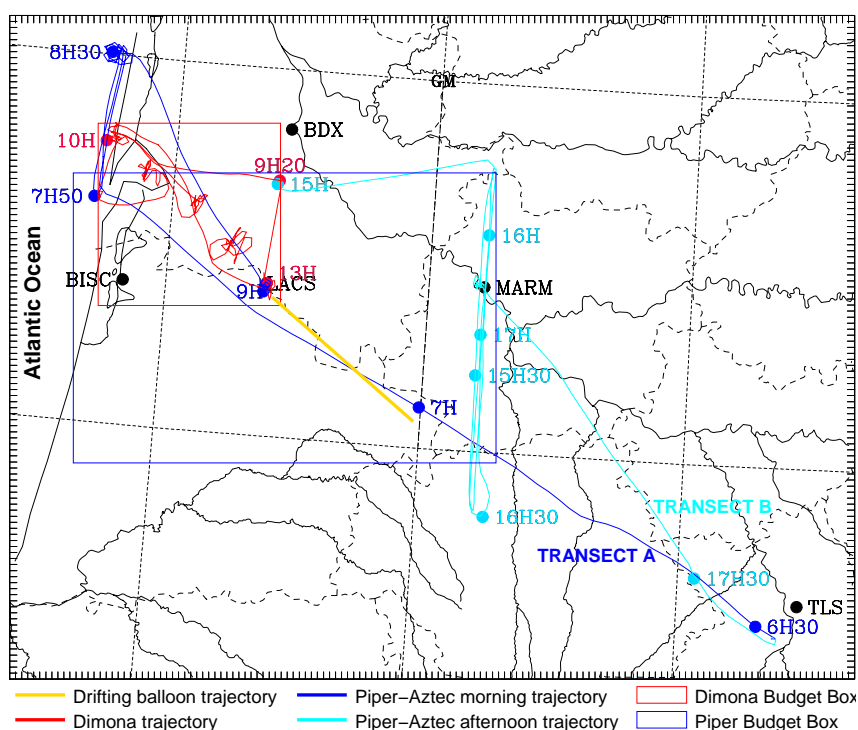 8H30
GM
BDX
10H
9H20
15H
7H50
16H
Atlantic Ocean
BISC
13H
LACS
9H
MARM
17H
15H30
7H
TRANSECT B
16H30
TRANSECT A
17H30
TLS
6H30
Drifting balloon trajectory
Piper−Aztec morning trajectory
Dimona Budget Box
Dimona trajectory
Piper−Aztec afternoon trajectory
Piper Budget Box